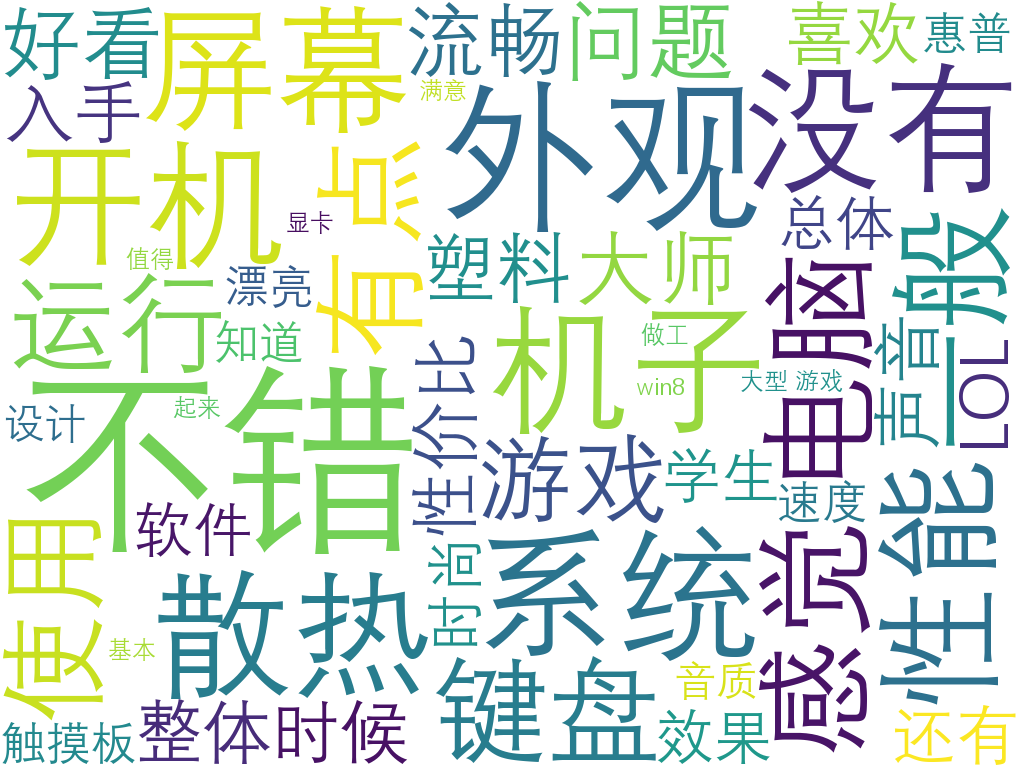 好看
屏幕
流畅
问题
喜欢
惠普
入手
满意
外观
没有
开机
有点
显卡
总体
值得
漂亮
塑料
大师
电脑
一般
运行
知道
机子
做工
声音
LOL
不错
起来
设计
性价比
win8
大型 游戏
游戏
学生
速度
性能
使用
软件
时尚
系统
感觉
散热
基本
键盘
音质
触摸板
整体
时候
效果
还有